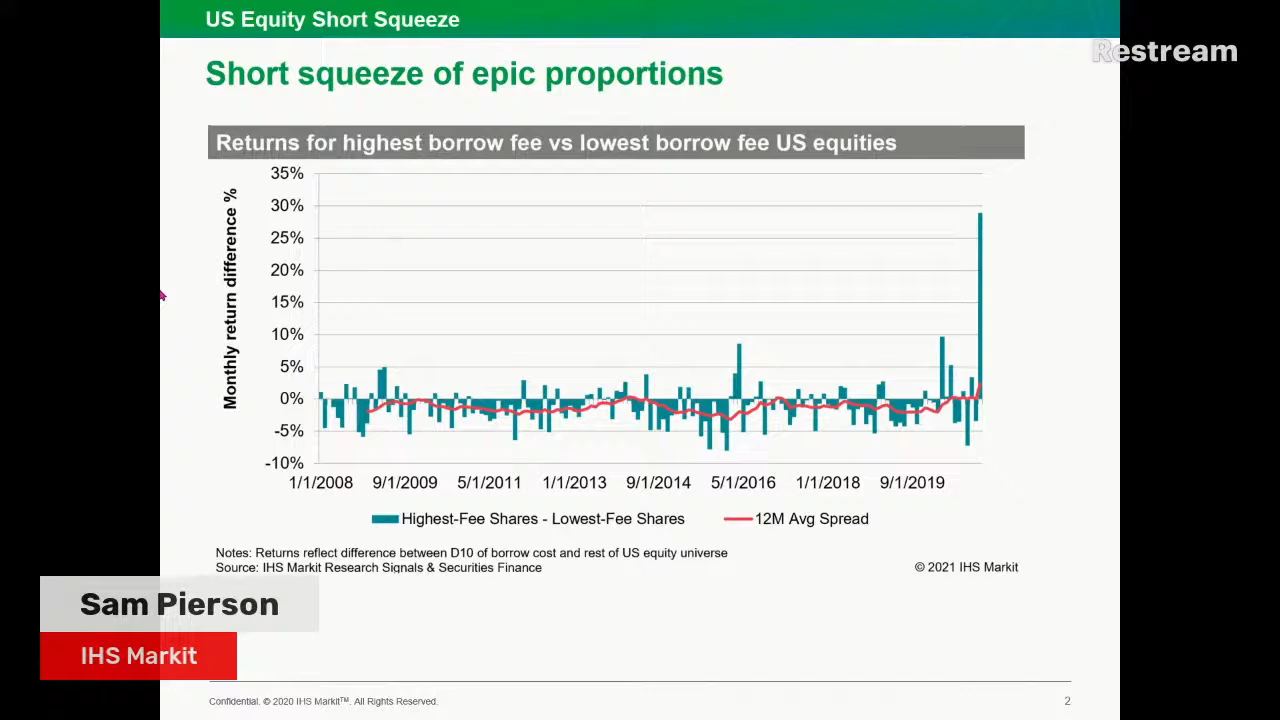 US Equity Short Squeeze
Restream
Short squeeze of epic proportions
Returns for highest borrow fee vs lowest borrow fee US equities
Monthly return difference %
35%
30%
25%
20%
15%
10%
5%
0%
-5%
-10%
1/1/2008 9/1/2009 5/1/2011 1/1/2013 9/1/2014 5/1/2016 1/1/2018 9/1/2019
Highest-Fee Shares - Lowest-Fee Shares 12M Avg Spread
Notes: Returns reflect difference between D10 of borrow cost and rest of US equity universe
Source: IHS Markit Research Signals & Securities Finance © 2021 IHS Markit
Sam Pierson
IHS Markit
Confidential. © 2020 IHS Markit™. All Rights Reserved. 2